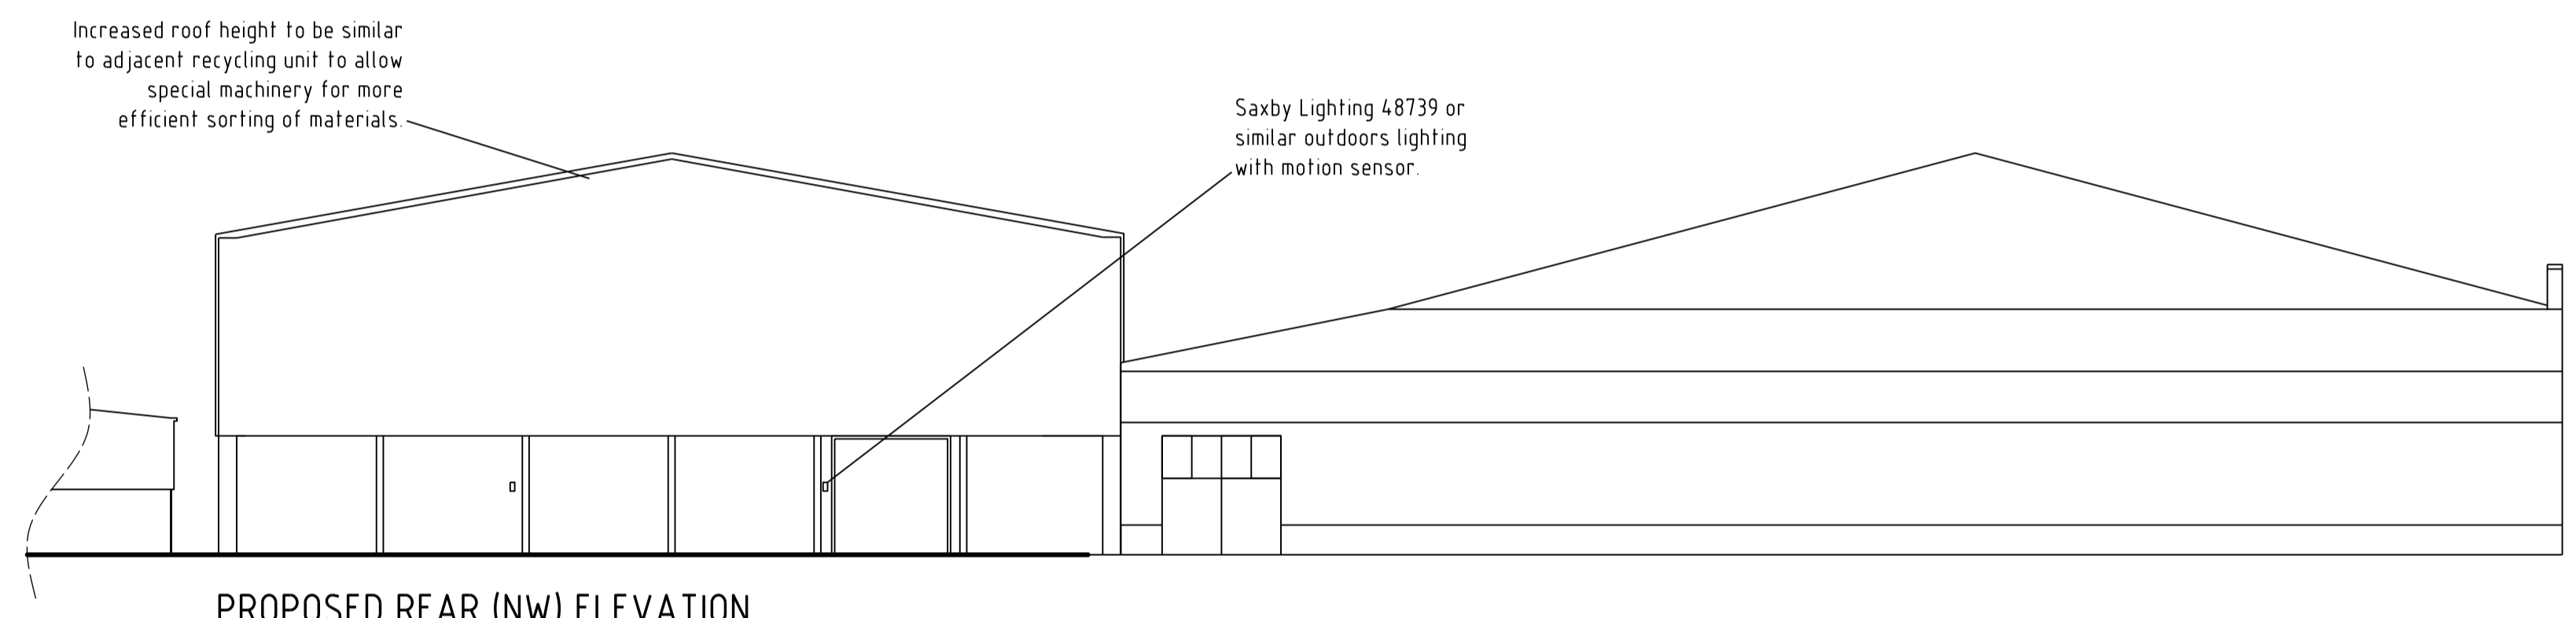 Increased roof height to be similar
to adjacent recycling unit to allow
special machinery for more
efficient sorting of materials.
Saxby Lighting 48739 or
similar outdoors lighting
with motion sensor.
PROPOSED REAR (NW) ELEVATION